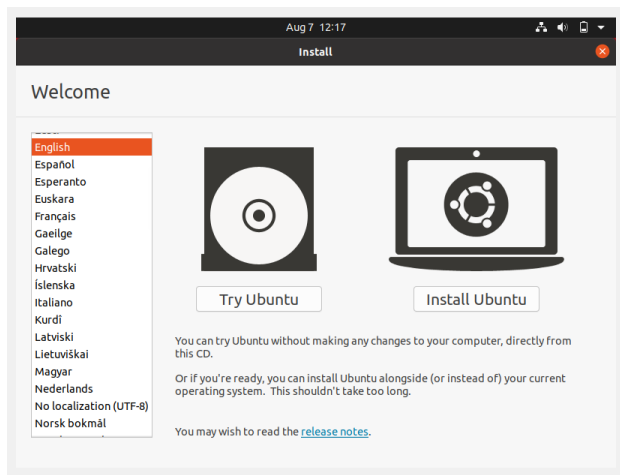 Aug 7 12:17
Install
Welcome
English
Español
Esperanto
Euskara
Français
Gaeilge
Galego
Hrvatski
Íslenska
Italiano
Kurdî
Latviski
Lietuviškai
Magyar
Nederlands
No localization (UTF-8)
Norsk bokmål
Try Ubuntu
Install Ubuntu
You can try Ubuntu without making any changes to your computer, directly from
this CD.
Or if you're ready, you can install Ubuntu alongside (or instead of) your current
operating system. This shouldn't take too long.
You may wish to read the release notes.